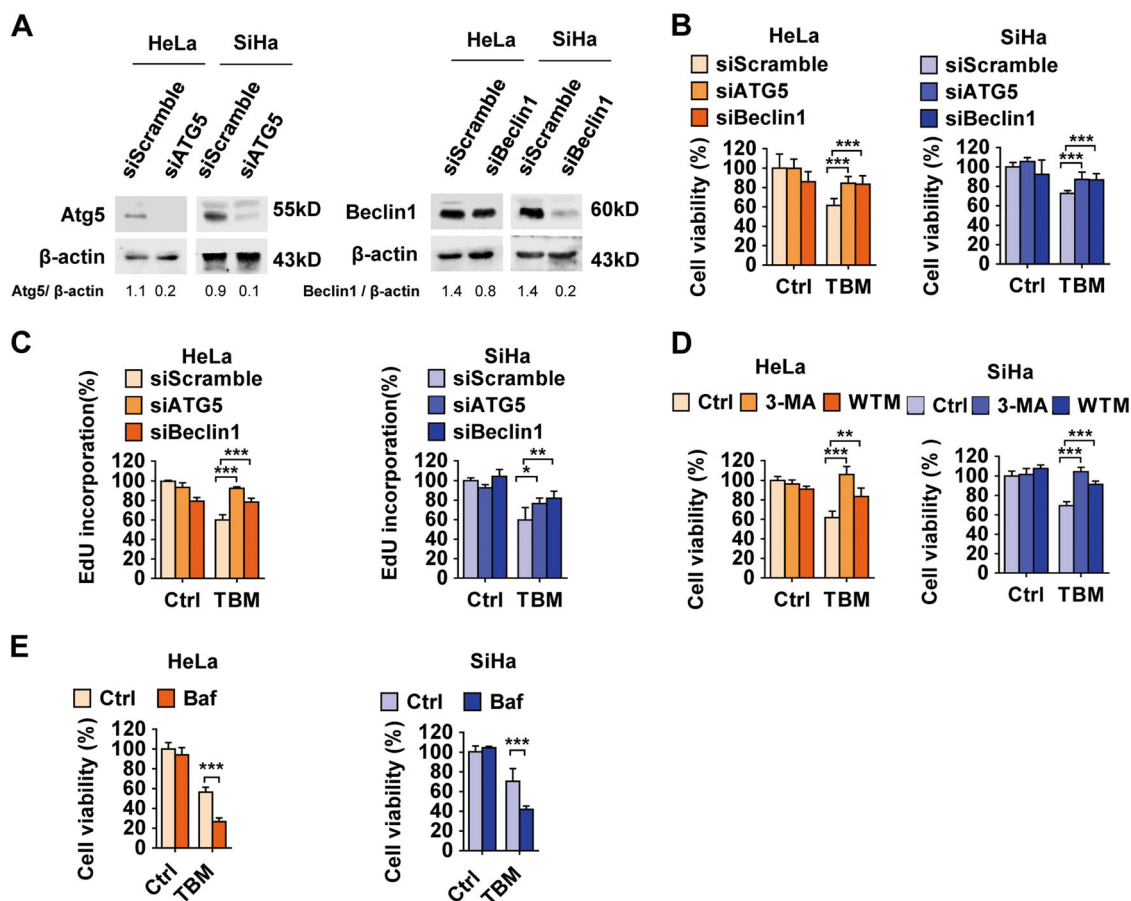 A
HeLa
SiHa
siScramble
siATG5
siScramble
siATG5
Atg5
55kD
β-actin
43kD
Atg5/ β-actin
1.1 0.2 0.9 0.1
HeLa
SiHa
siScramble
siBeclin1
siScramble
siBeclin1
Beclin1
60kD
β-actin
43kD
Beclin1 / β-actin
1.4 0.8 1.4 0.2
B
HeLa
siScramble
siATG5
siBeclin1
Cell viability (%)
120
100
80
60
40
20
0
***
***
Ctrl TBM
SiHa
siScramble
siATG5
siBeclin1
Cell viability (%)
120
100
80
60
40
20
0
***
***
Ctrl TBM
C
HeLa
siScramble
siATG5
siBeclin1
EdU incorporation(%)
120
100
80
60
40
20
0
***
***
Ctrl TBM
SiHa
siScramble
siATG5
siBeclin1
EdU incorporation(%)
120
100
80
60
40
20
0
**
*
Ctrl TBM
D
HeLa
Ctrl 3-MA WTM
Cell viability (%)
120
100
80
60
40
20
0
**
***
Ctrl TBM
SiHa
Ctrl 3-MA WTM
Cell viability (% )
120
100
80
60
40
20
0
***
***
Ctrl TBM
E
HeLa
Ctrl Baf
Cell viability (%)
120
100
80
60
40
20
0
***
Ctrl
TBM
SiHa
Ctrl Baf
Cell viability (%)
120
100
80
60
40
20
0
***
Ctrl
TBM